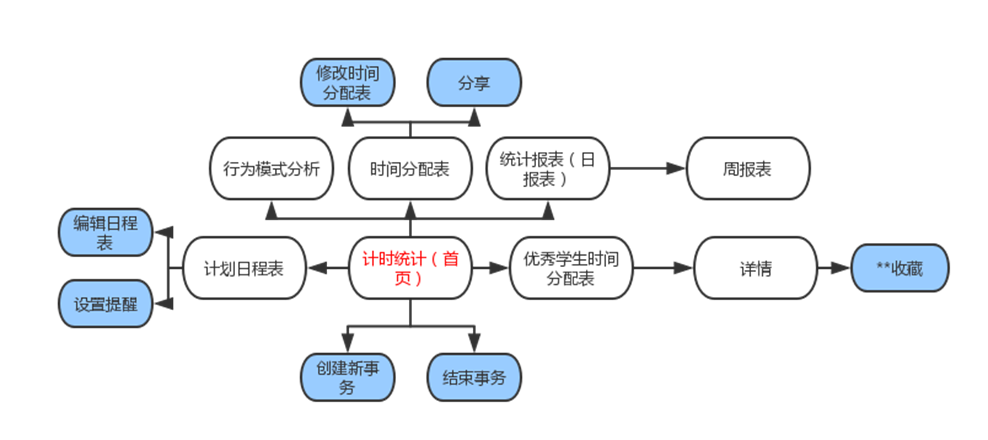 修改时间
分配表
分享
行为模式分析
时间分配表
统计报表（日
报表）
周报表
编辑日程
表
计划日程表
计时统计（首
页）
优秀学生时间
分配表
详情
**收藏
设置提醒
创建新事
务
结束事务